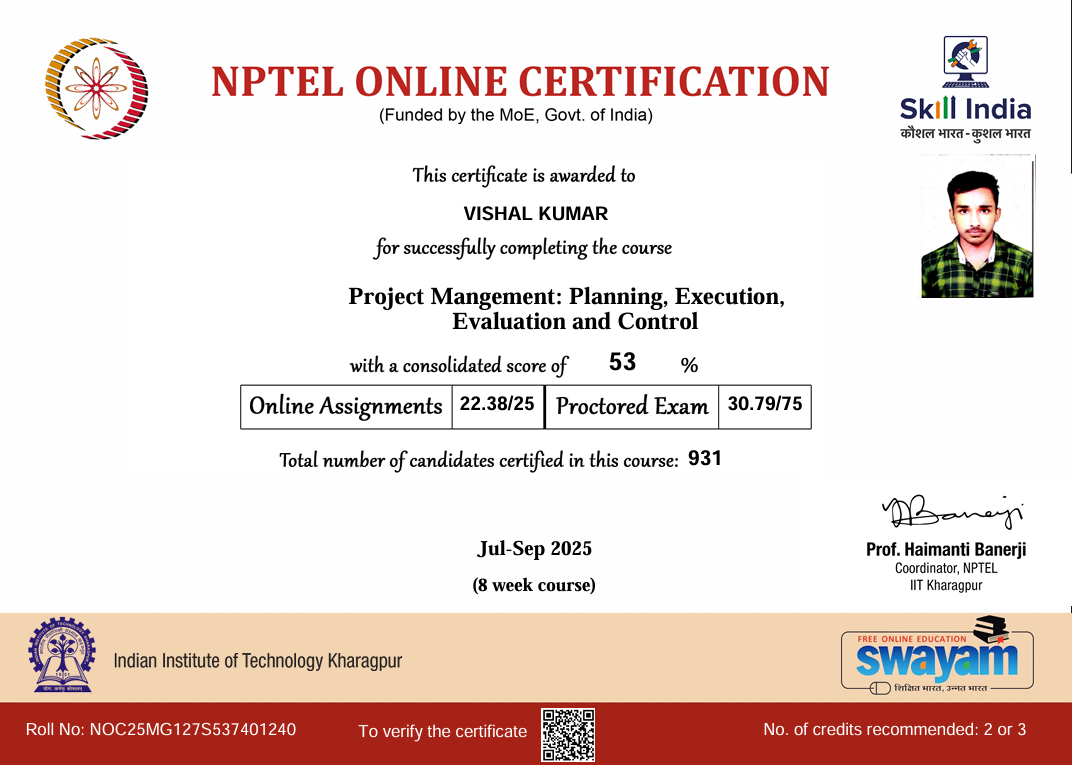 NPTEL ONLINE CERTIFICATION
(Funded by the MoE, Govt. of India)
Skill India
कौशल भारत - कुशल भारत
This certificate is awarded to
VISHAL KUMAR
for successfully completing the course
Project Mangement: Planning, Execution,
Evaluation and Control
with a consolidated score of 53 %
Online Assignments 22.38/25 Proctored Exam 30.79/75
Total number of candidates certified in this course: 931
Jul-Sep 2025
(8 week course)
Prof. Haimanti Banerji
Coordinator, NPTEL
IIT Kharagpur
Indian Institute of Technology Kharagpur
FREE ONLINE EDUCATION
swayam
शिक्षित भारत, उन्नत भारत
Roll No: NOC25MG127S537401240
To verify the certificate
No. of credits recommended: 2 or 3